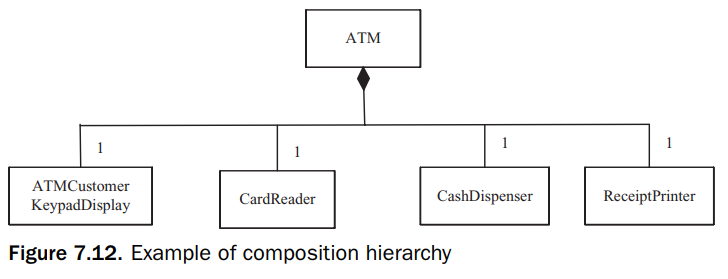 ATM
1
1
1
1
ATMCustomer
KeypadDisplay
CardReader
CashDispenser
ReceiptPrinter
Figure 7.12. Example of composition hierarchy